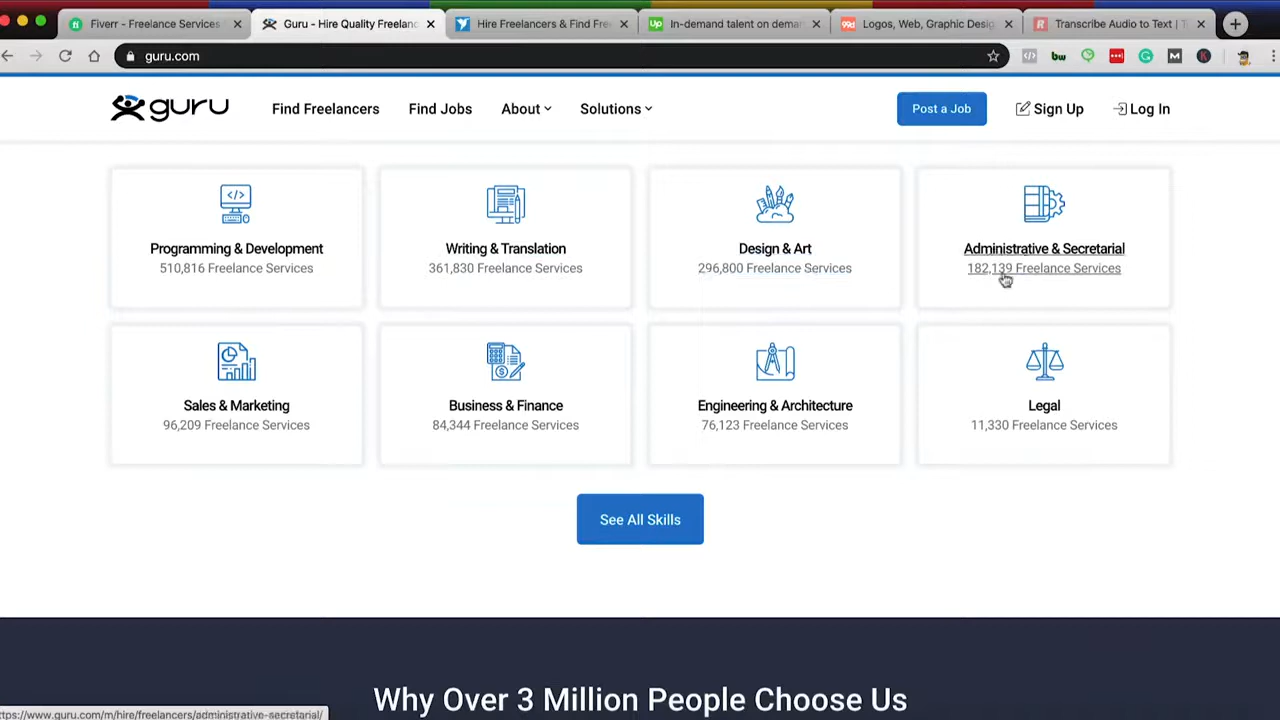 Fiverr - Freelance Services
Guru - Hire Quality Freelanc
Hire Freelancers & Find Fre
Up
In-demand talent on dema
99d
Logos, Web, Graphic Desig
R
Transcribe Audio to Text | T
guru.com
bw
M
K
guru
Find Freelancers
Find Jobs
About
Solutions
Post a Job
Sign Up
Log In
Programming & Development
510,816 Freelance Services
Writing & Translation
361,830 Freelance Services
Design & Art
296,800 Freelance Services
Administrative & Secretarial
182,139 Freelance Services
Sales & Marketing
96,209 Freelance Services
Business & Finance
84,344 Freelance Services
Engineering & Architecture
76,123 Freelance Services
Legal
11,330 Freelance Services
See All Skills
Why Over 3 Million People Choose Us
ttps://www.guru.com/m/hire/freelancers/administrative-secretarial/